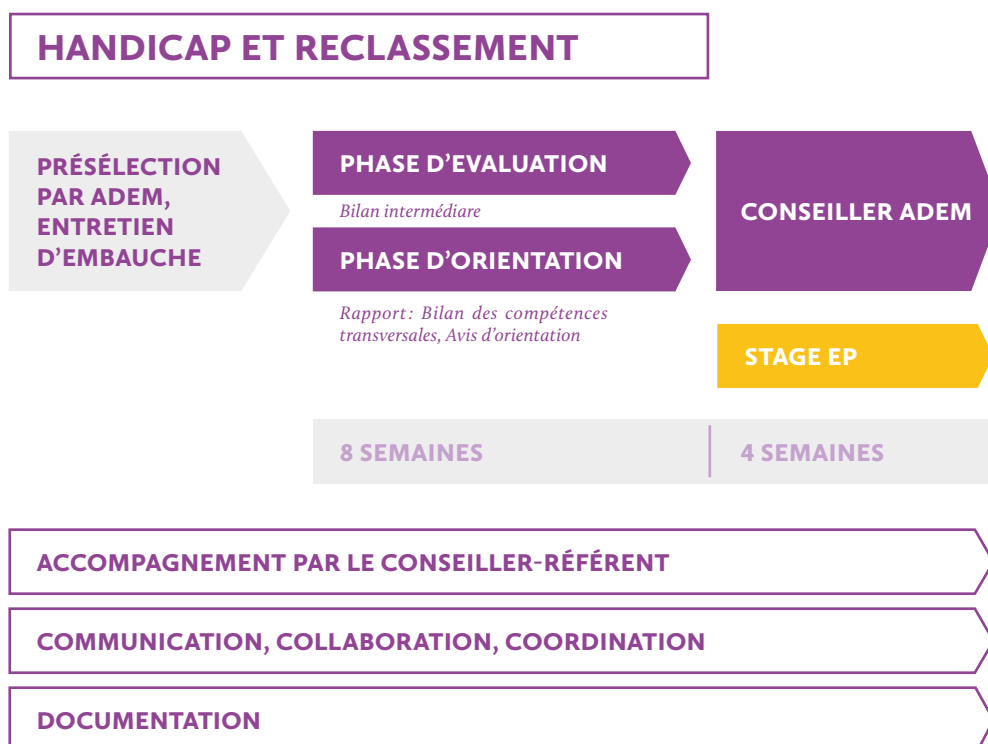 HANDICAP ET RECLASSEMENT
PRÉSÉLECTION
PAR ADEM,
ENTRETIEN
D’EMBAUCHE
PHASE D’EVALUATION
Bilan intermédiare
PHASE D’ORIENTATION
Rapport: Bilan des compétences
transversales, Avis d’orientation
CONSEILLER ADEM
STAGE EP
8 SEMAINES
4 SEMAINES
ACCOMPAGNEMENT PAR LE CONSEILLER-RÉFÉRENT
COMMUNICATION, COLLABORATION, COORDINATION
DOCUMENTATION